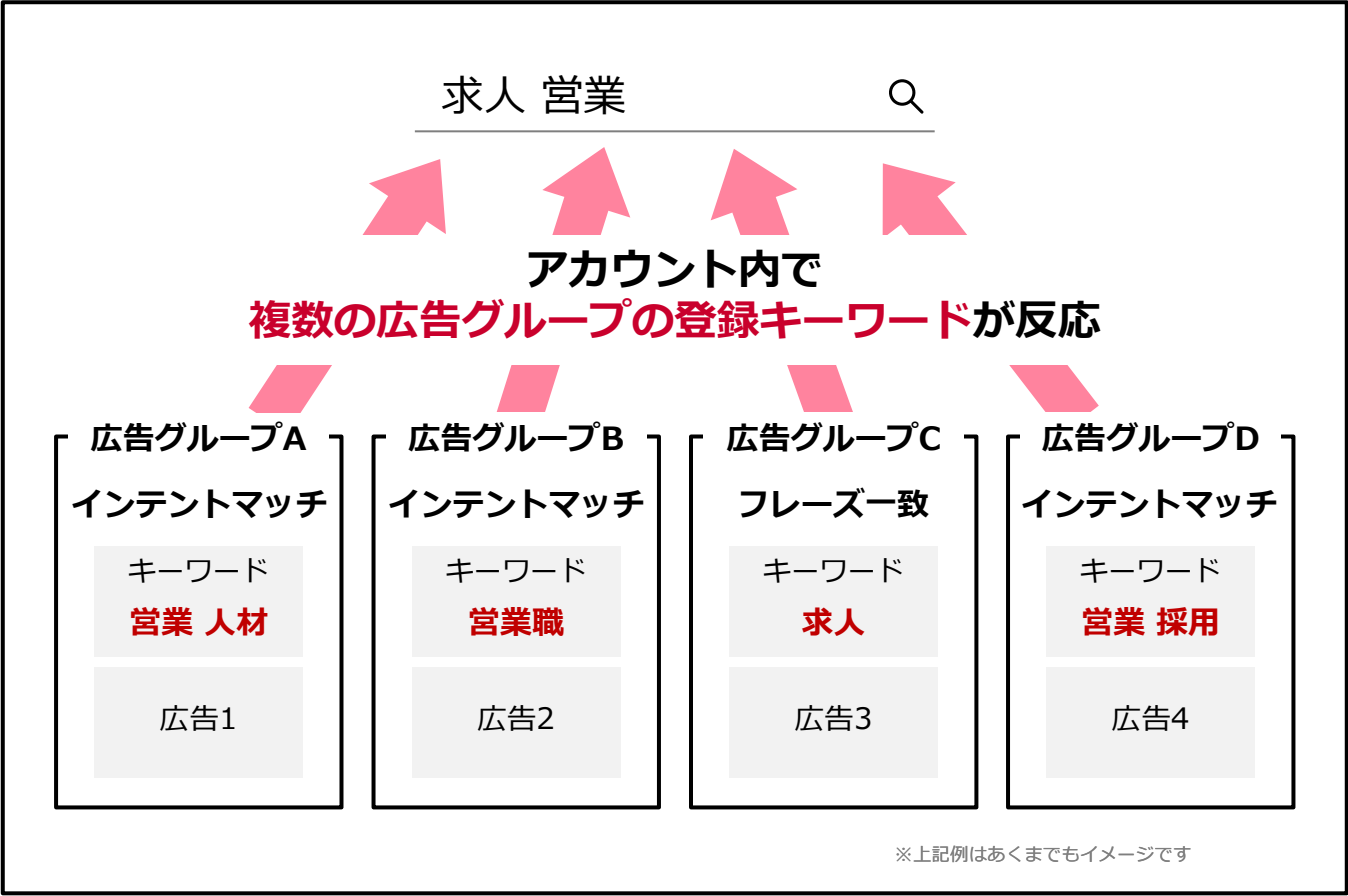 求人 営業
アカウント内で
複数の広告グループの登録キーワードが反応
広告グループA
インテントマッチ
キーワード
営業 人材
広告1
広告グループB
インテントマッチ
キーワード
営業職
広告2
広告グループC
フレーズ一致
キーワード
求人
広告3
広告グループD
インテントマッチ
キーワード
営業 採用
広告4
※上記例はあくまでもイメージです